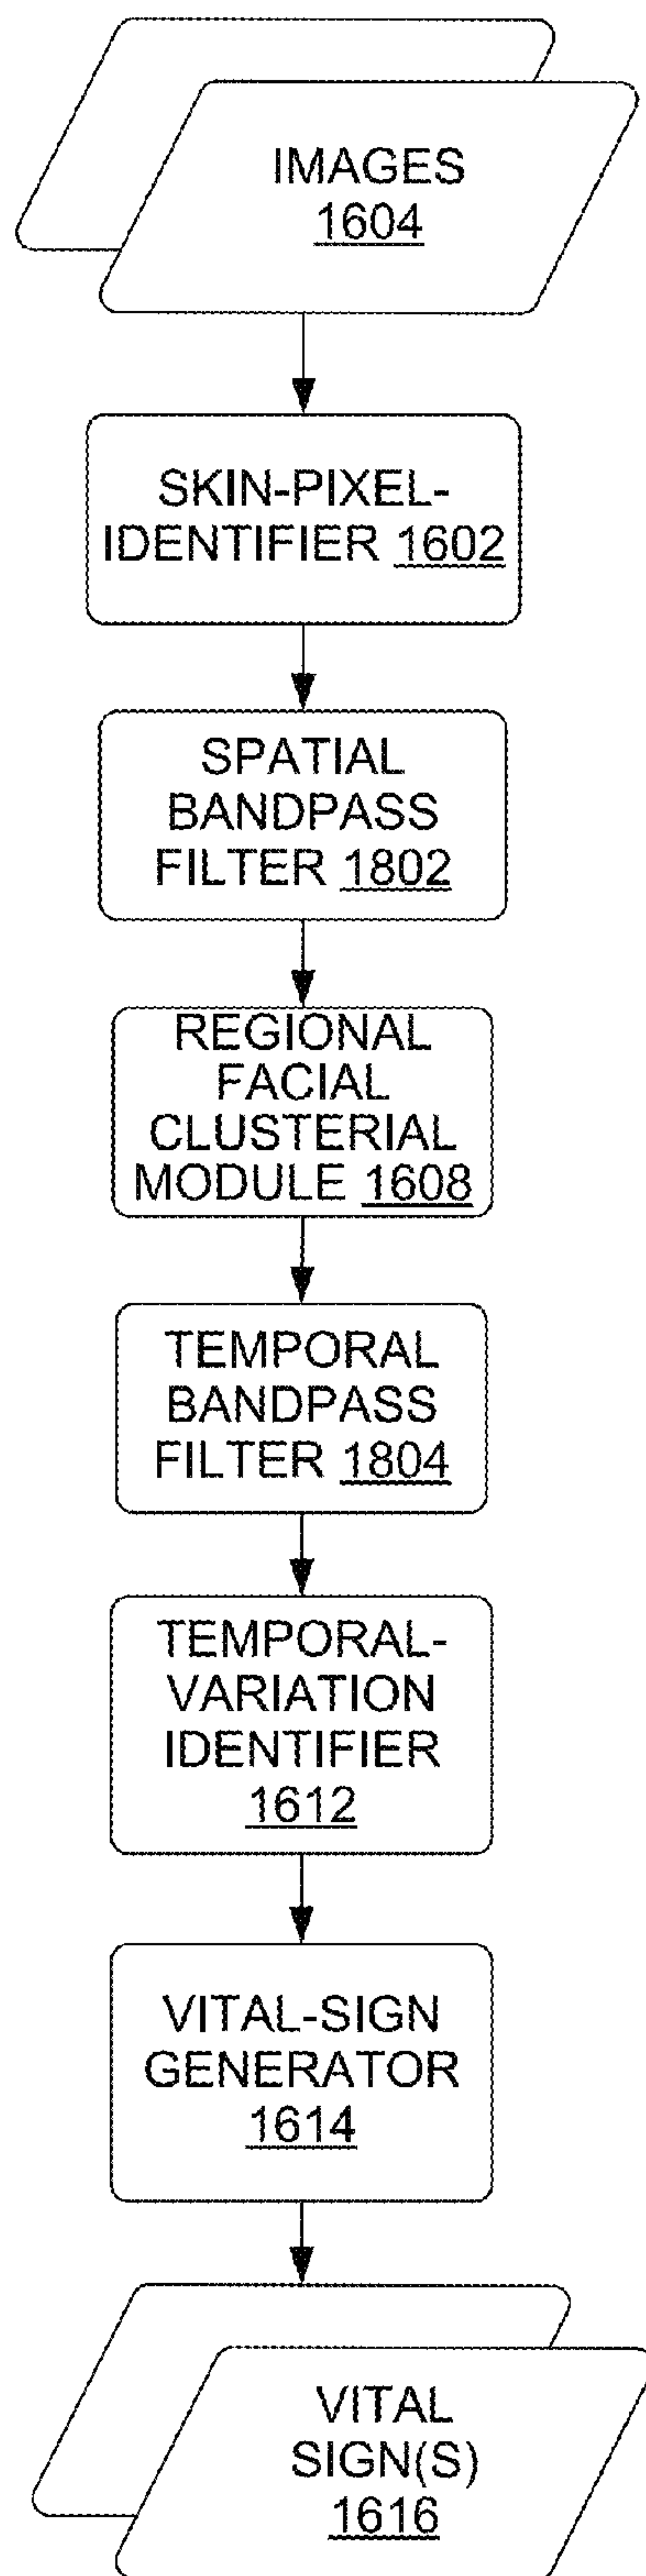 IMAGES
1604
SKIN-PIXEL-
IDENTIFIER 1602
SPATIAL
BANDPASS
FILTER 1802
REGIONAL
FACIAL
CLUSTERIAL
MODULE 1608
TEMPORAL
BANDPASS
FILTER 1804
TEMPORAL-
VARIATION
IDENTIFIER
1612
VITAL-SIGN
GENERATOR
1614
VITAL
SIGN(S)
1616